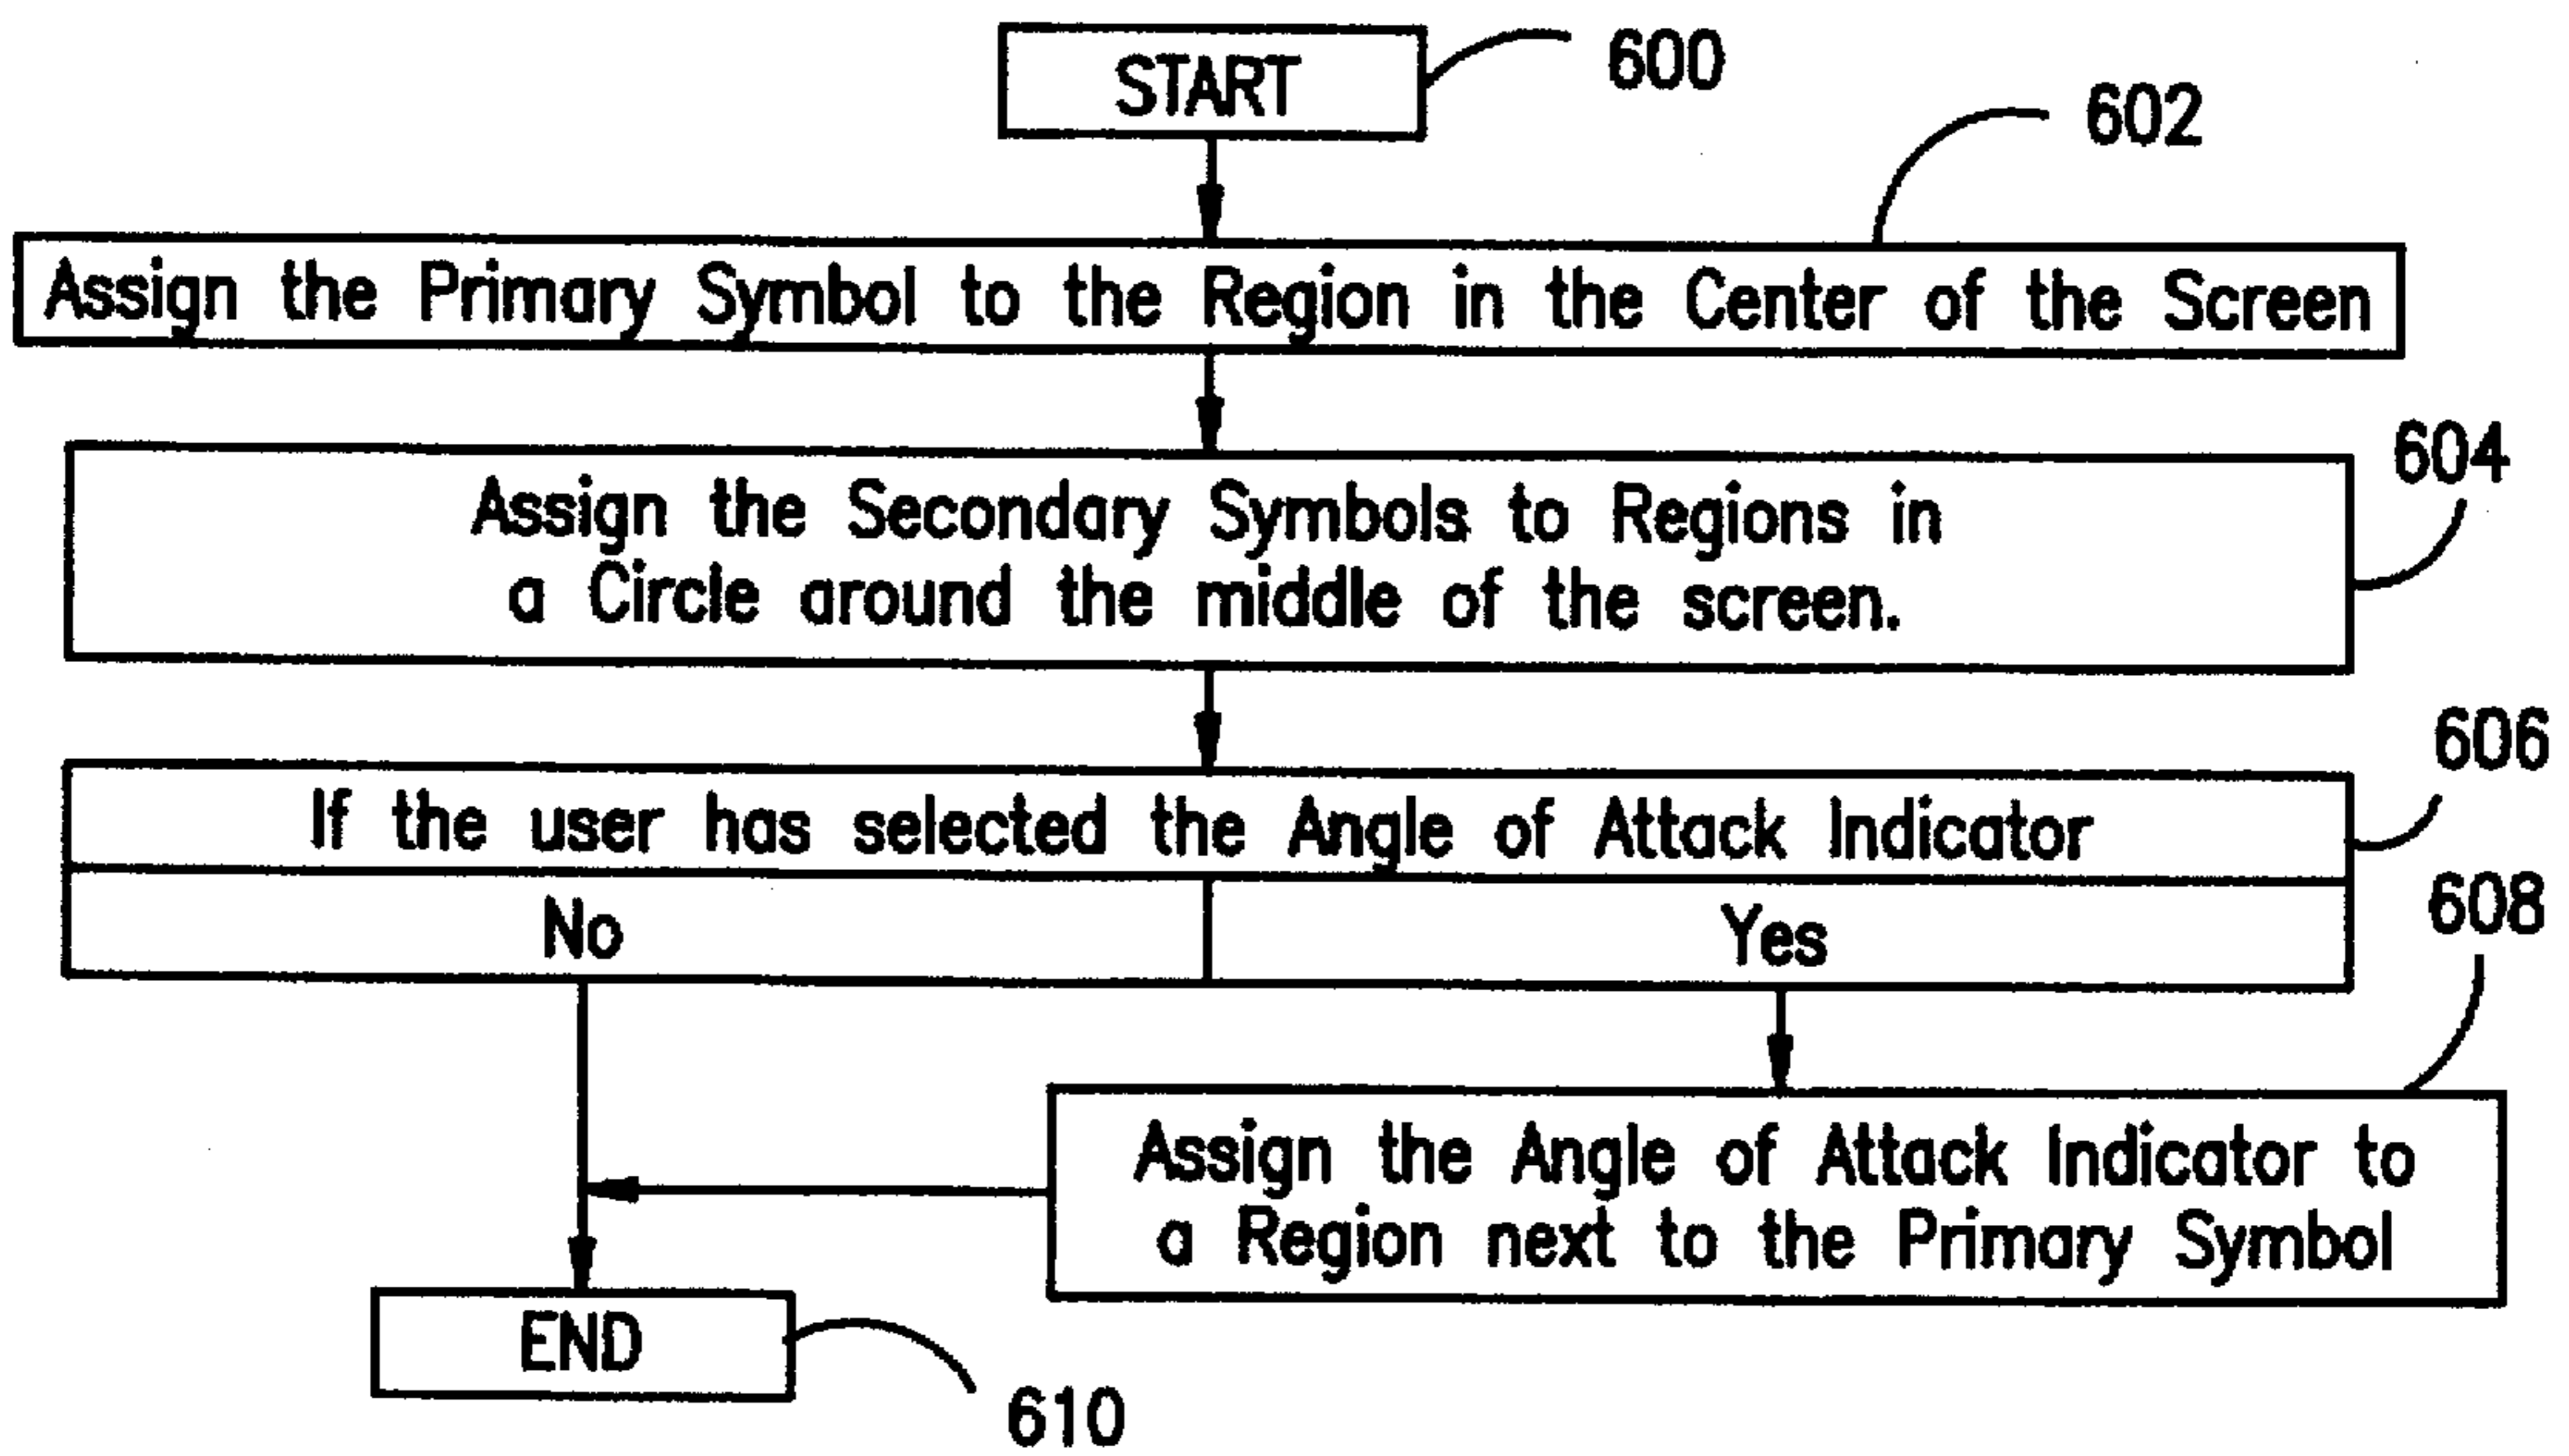 START
600
602
Assign the Primary Symbol to the Region in the Center of the Screen
604
Assign the Secondary Symbols to Regions in
a Circle around the middle of the screen.
606
If the user has selected the Angle of Attack Indicator
No
Yes
608
Assign the Angle of Attack Indicator to
a Region next to the Primary Symbol
END
610